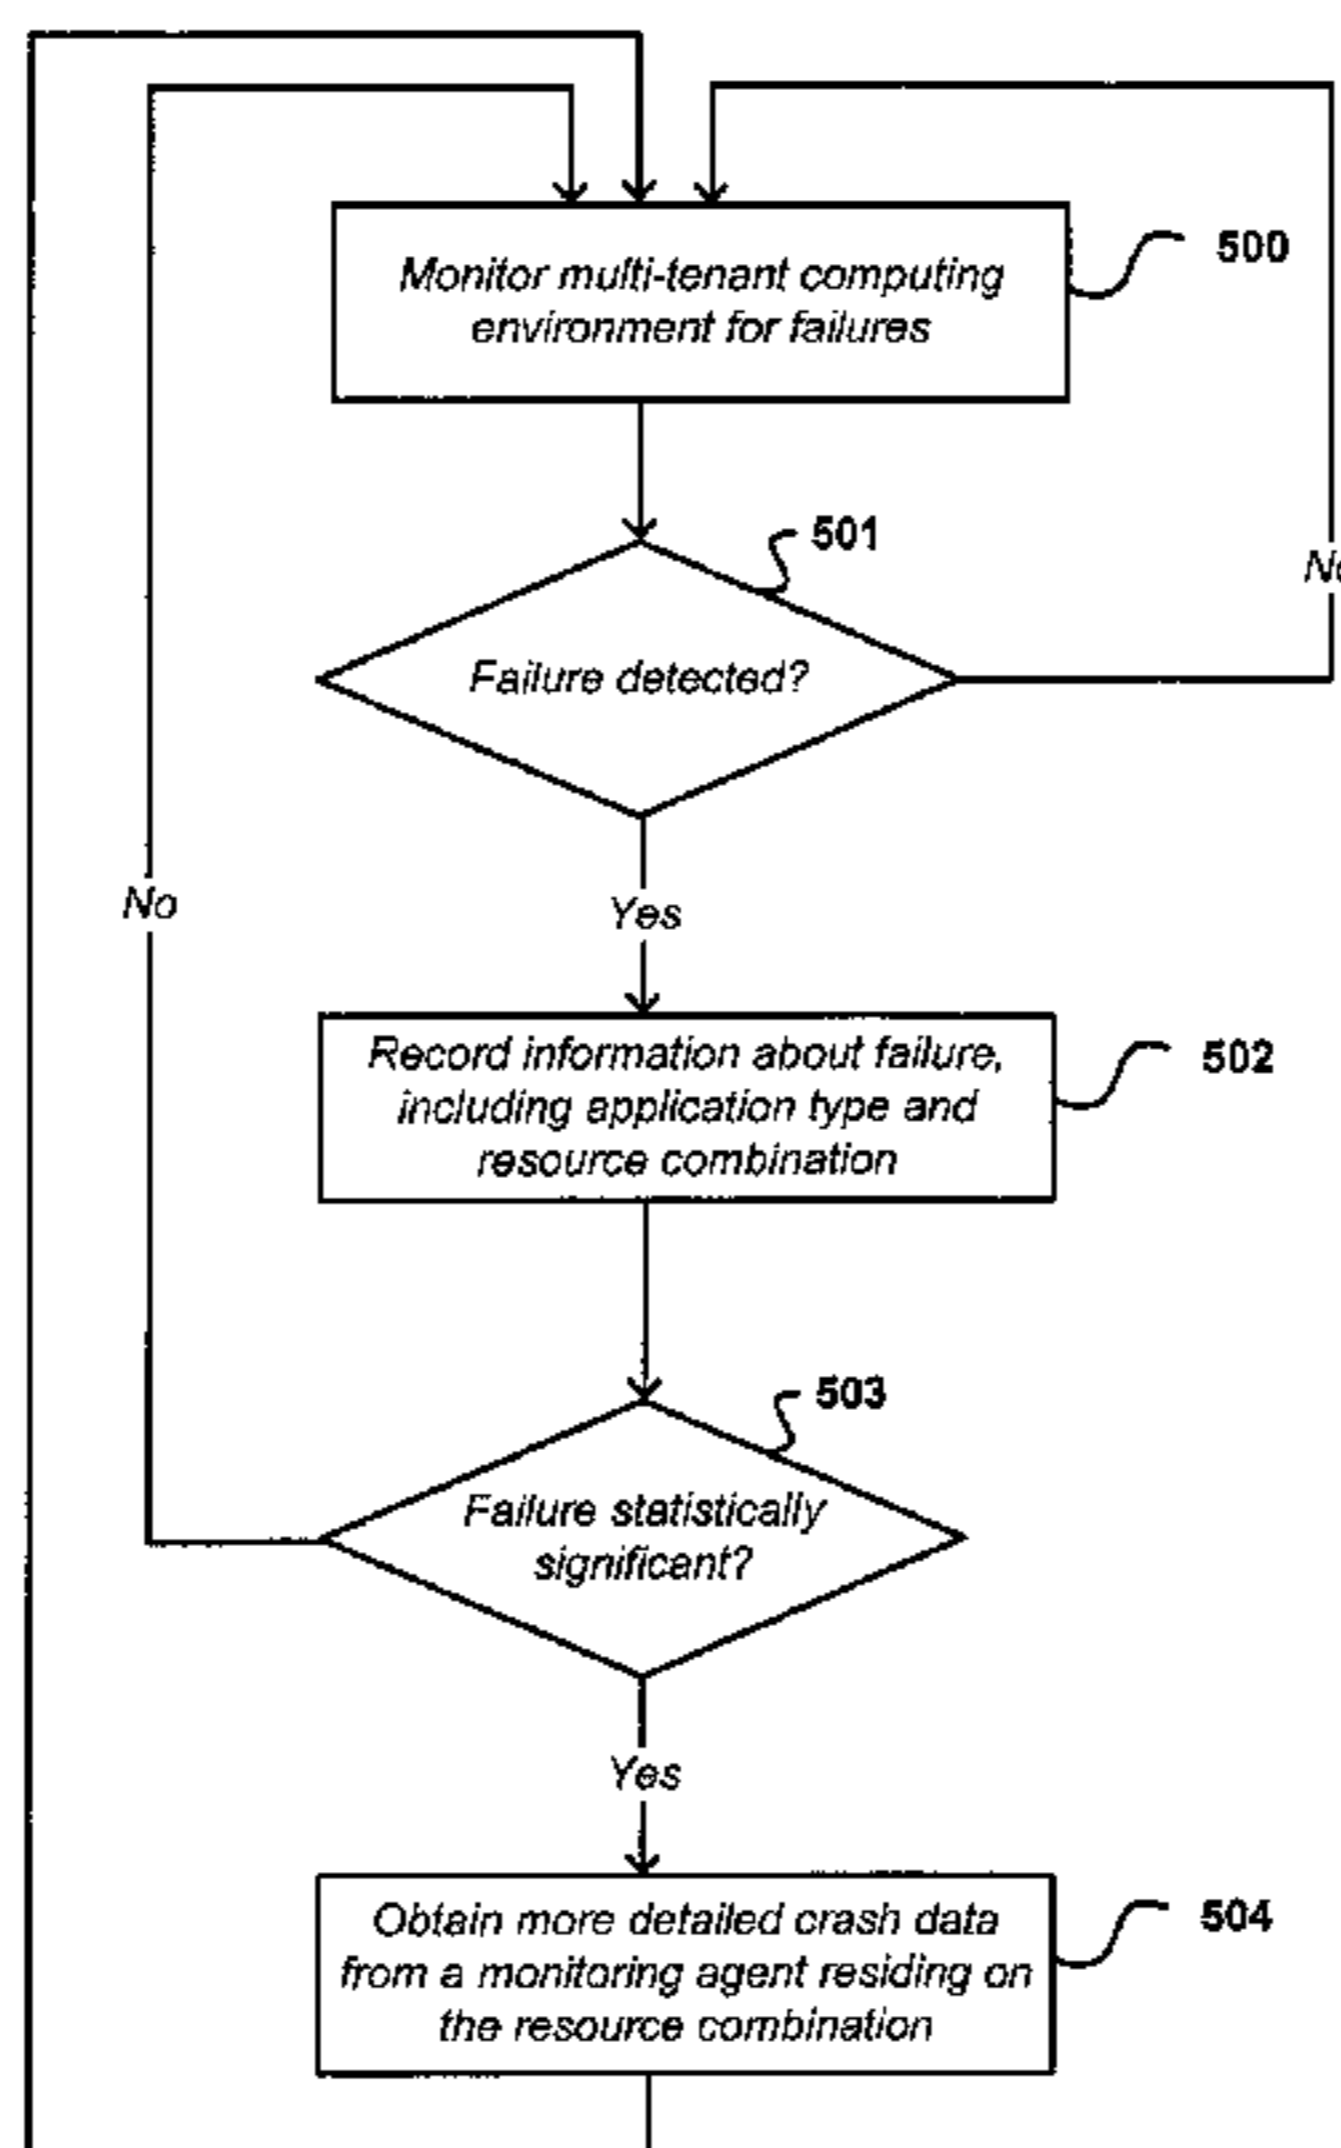 Monitor multi-tenant computing
environment for failures
500
501
No
Failure detected?
No
Yes
Record information about failure,
including application type and
resource combination
502
503
Failure statistically
significant?
Yes
Obtain more detailed crash data
from a monitoring agent residing on
the resource combination
504